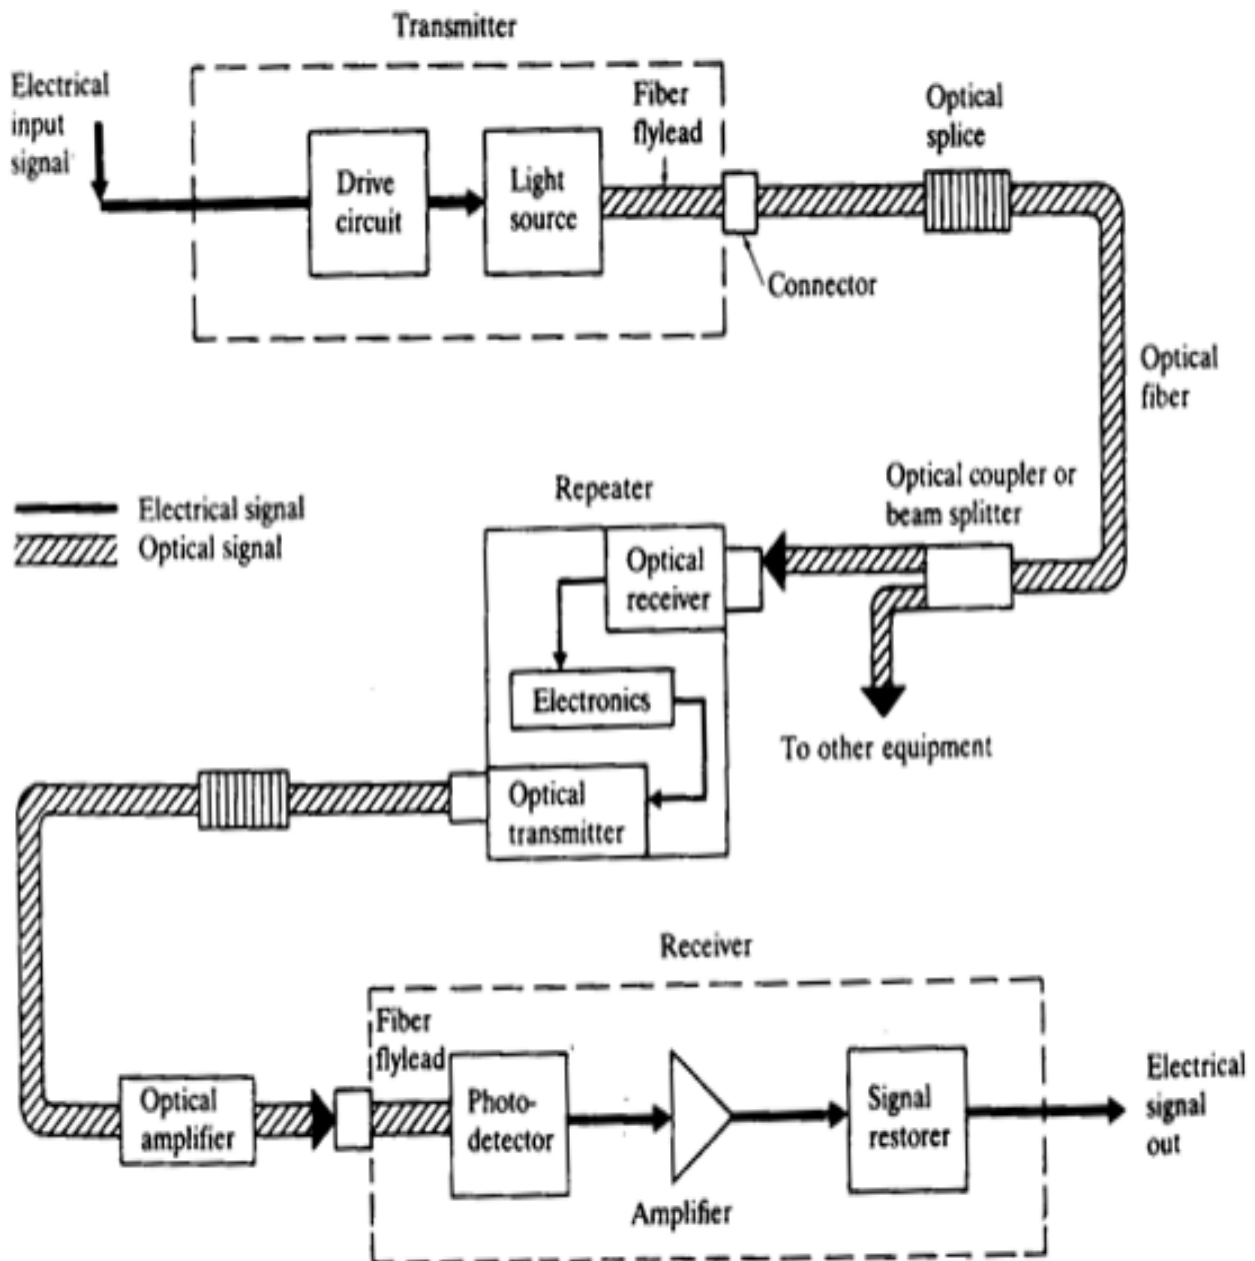 Transmitter
Electrical
input
signal
Drive
circuit
Light
source
Fiber
flylead
Connector
Optical
splice
Optical
fiber
Electrical signal
Optical signal
Repeater
Optical
receiver
Electronics
Optical
transmitter
Optical coupler or
beam splitter
To other equipment
Receiver
Optical
amplifier
Fiber
flylead
Photo-
detector
Amplifier
Signal
restorer
Electrical
signal
out